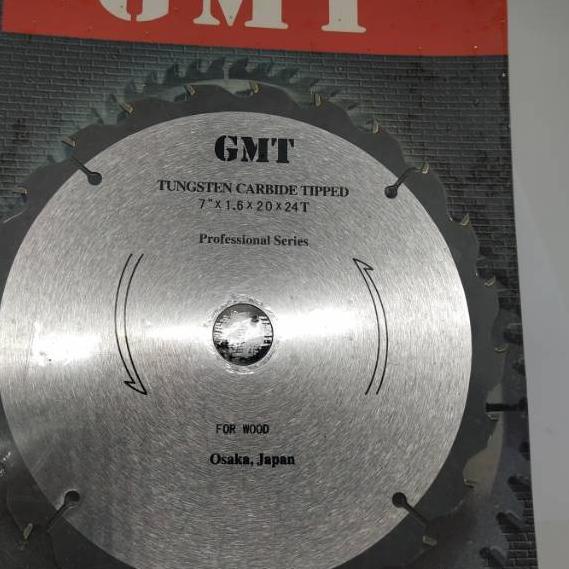 GMT
GMT
TUNGSTEN CARBIDE TIPPED
7"x1.6x20x24T
Professional Series
FOR WOOD
Osaka, Japan